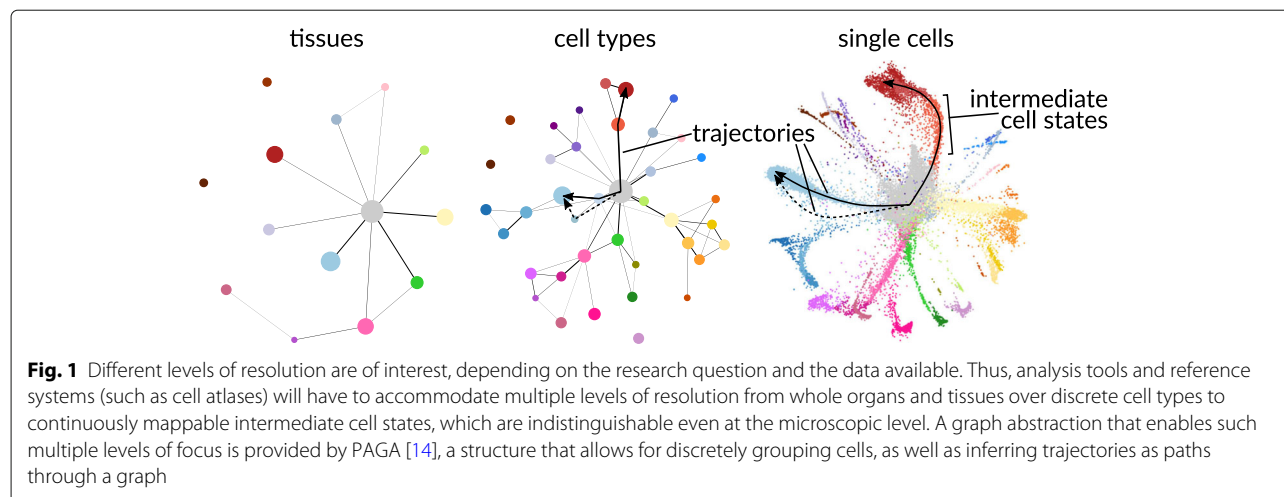 tissues
cell types
single cells
trajectories
intermediate
cell states
Fig. 1 Different levels of resolution are of interest, depending on the research question and the data available. Thus, analysis tools and reference
systems (such as cell atlases) will have to accommodate multiple levels of resolution from whole organs and tissues over discrete cell types to
continuously mappable intermediate cell states, which are indistinguishable even at the microscopic level. A graph abstraction that enables such
multiple levels of focus is provided by PAGA [14], a structure that allows for discretely grouping cells, as well as inferring trajectories as paths
through a graph